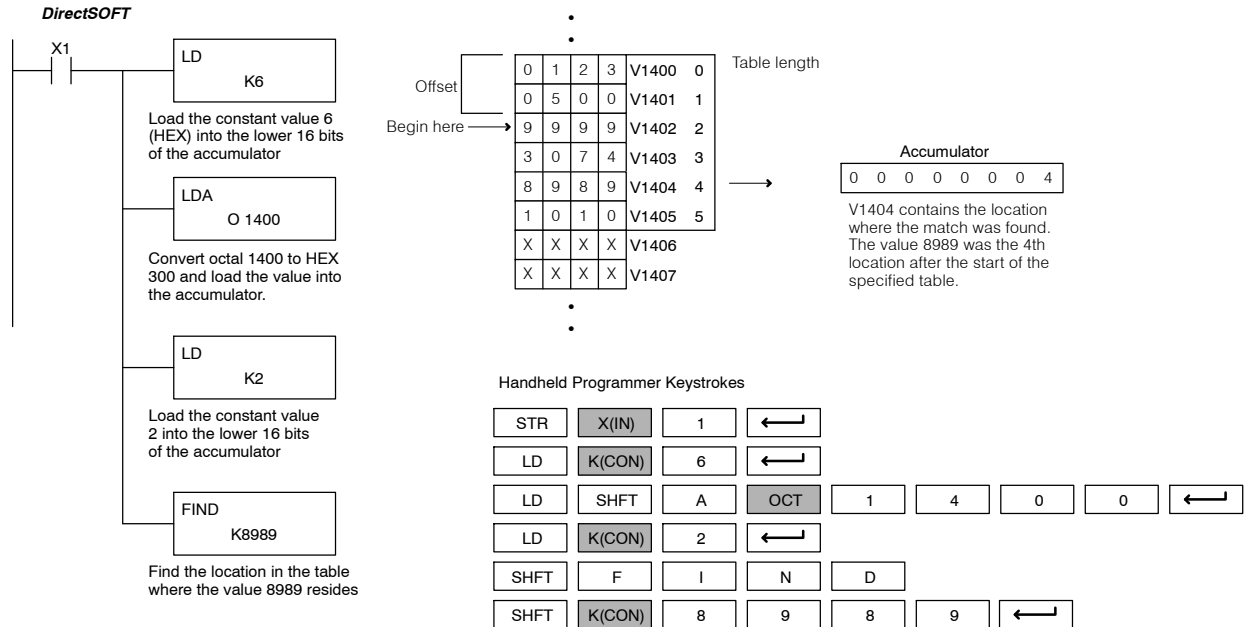 DirectSOFT
X1
LD
K6
Load the constant value 6
(HEX) into the lower 16 bits
of the accumulator
LDA
O 1400
Convert octal 1400 to HEX
300 and load the value into
the accumulator.
LD
K2
Load the constant value
2 into the lower 16 bits
of the accumulator
FIND
K8989
Find the location in the table
where the value 8989 resides
Offset
Begin here
0 1 2 3 V1400 0
0 5 0 0 V1401 1
9 9 9 9 V1402 2
3 0 7 4 V1403 3
8 9 8 9 V1404 4
1 0 1 0 V1405 5
X X X X V1406
X X X X V1407
Table length
Accumulator
0 0 0 0 0 0 0 4
V1404 contains the location
where the match was found.
The value 8989 was the 4th
location after the start of the
specified table.
Handheld Programmer Keystrokes
STR X(IN) 1
LD K(CON) 6
LD SHFT A OCT 1 4 0 0
LD K(CON) 2
SHFT F I N D
SHFT K(CON) 8 9 8 9